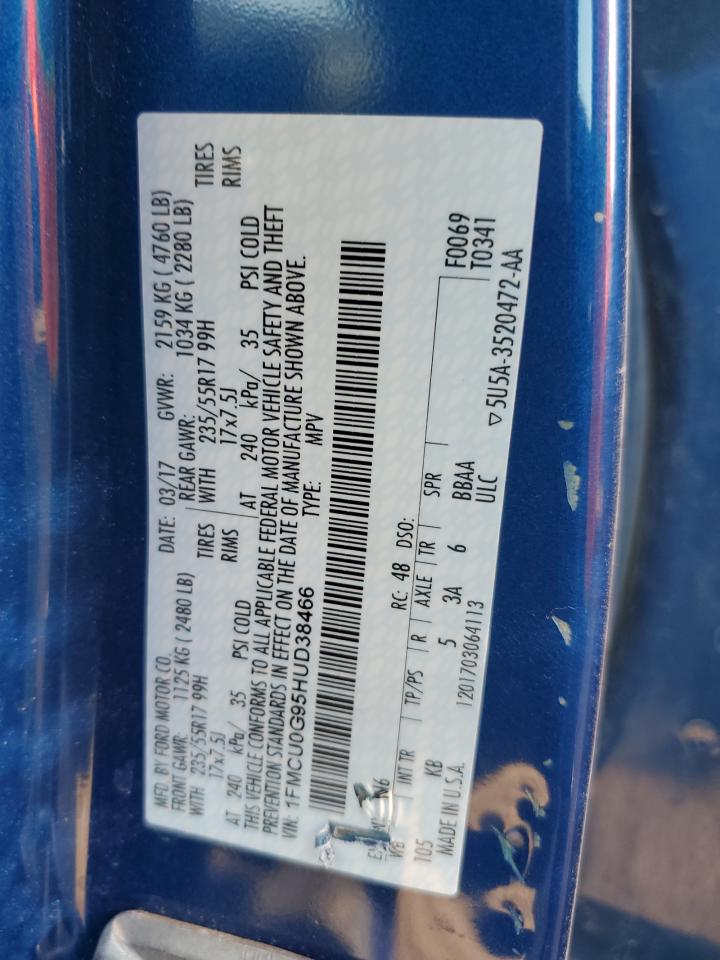 MFD. BY FORD MOTOR CO. DATE: 03/17 GVWR: 2159 KG ( 4760 LB)
FRONT GAWR: 1125 KG ( 2480 LB) REAR GAWR: 1034 KG ( 2280 LB)
WITH 235/55R17 99H TIRES WITH 235/55R17 99H TIRES
17x7.5J RIMS 17x7.5J RIMS
AT 240 kPa/ 35 PSI COLD AT 240 kPa/ 35 PSI COLD
THIS VEHICLE CONFORMS TO ALL APPLICABLE FEDERAL MOTOR VEHICLE SAFETY AND THEFT
PREVENTION STANDARDS IN EFFECT ON THE DATE OF MANUFACTURE SHOWN ABOVE.
VIN: 1FMCU0G95HUD38466 TYPE: MPV
RC: 48 DSO:
WB INT TR TP/PS R AXLE TR SPR
105 KB 5 3A 6 BBAA F0069
MADE IN U.S.A. 1201703064113 ULC T0341
▽5U5A-3520472-AA